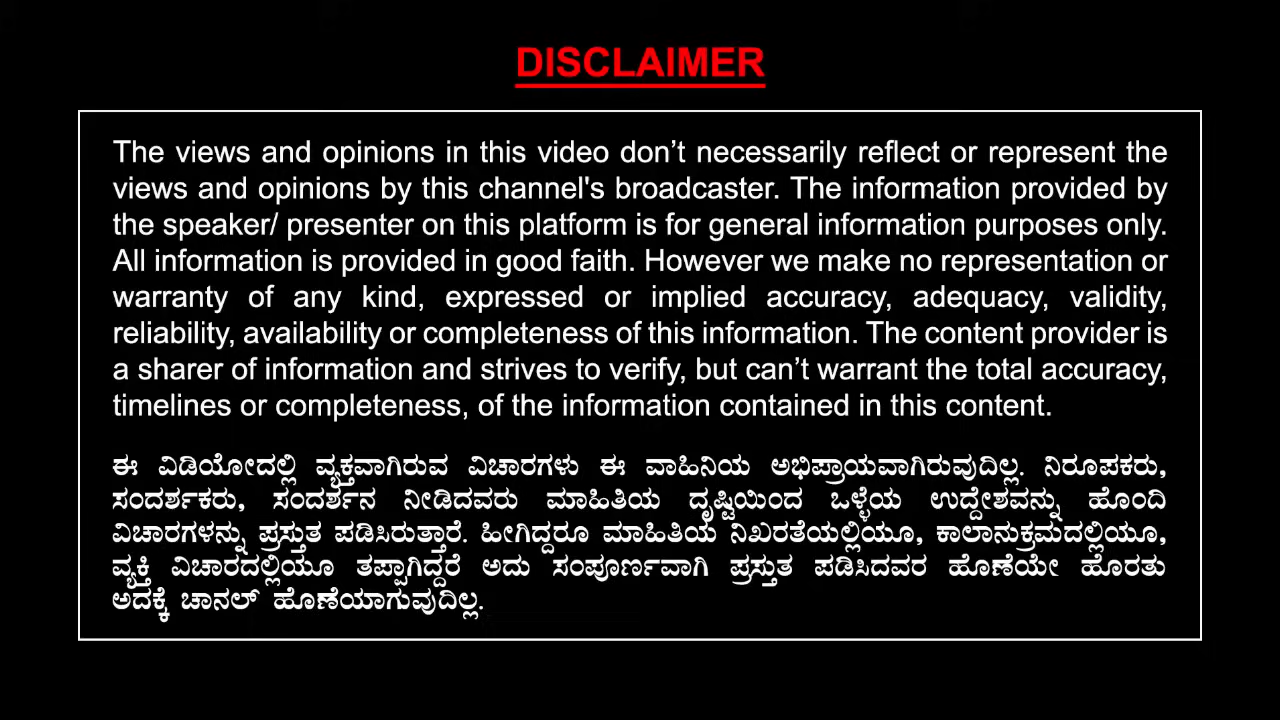 DISCLAIMER
The views and opinions in this video don’t necessarily reflect or represent the
views and opinions by this channel's broadcaster. The information provided by
the speaker/ presenter on this platform is for general information purposes only.
All information is provided in good faith. However we make no representation or
warranty of any kind, expressed or implied accuracy, adequacy, validity,
reliability, availability or completeness of this information. The content provider is
a sharer of information and strives to verify, but can’t warrant the total accuracy,
timelines or completeness, of the information contained in this content.
ಈ ವಿಡಿಯೋದಲ್ಲಿ ವ್ಯಕ್ತವಾಗಿರುವ ವಿಚಾರಗಳು ಈ ವಾಹಿನಿಯ ಅಭಿಪ್ರಾಯವಾಗಿರುವುದಿಲ್ಲ. ನಿರೂಪಕರು,
ಸಂದರ್ಶಕರು, ಸಂದರ್ಶನ ನೀಡಿದವರು ಮಾಹಿತಿಯ ದೃಷ್ಟಿಯಿಂದ ಒಳ್ಳೆಯ ಉದ್ದೇಶವನ್ನು ಹೊಂದಿ
ವಿಚಾರಗಳನ್ನು ಪ್ರಸ್ತುತ ಪಡಿಸಿರುತ್ತಾರೆ. ಹೀಗಿದ್ದರೂ ಮಾಹಿತಿಯ ನಿಖರತೆಯಲ್ಲಿಯೂ, ಕಾಲಾನುಕ್ರಮದಲ್ಲಿಯೂ,
ವ್ಯಕ್ತಿ ವಿಚಾರದಲ್ಲಿಯೂ ತಪ್ಪಾಗಿದ್ದರೆ ಅದು ಸಂಪೂರ್ಣವಾಗಿ ಪ್ರಸ್ತುತ ಪಡಿಸಿದವರ ಹೊಣೆಯೇ ಹೊರತು
ಅದಕ್ಕೆ ಚಾನಲ್ ಹೊಣೆಯಾಗುವುದಿಲ್ಲ.